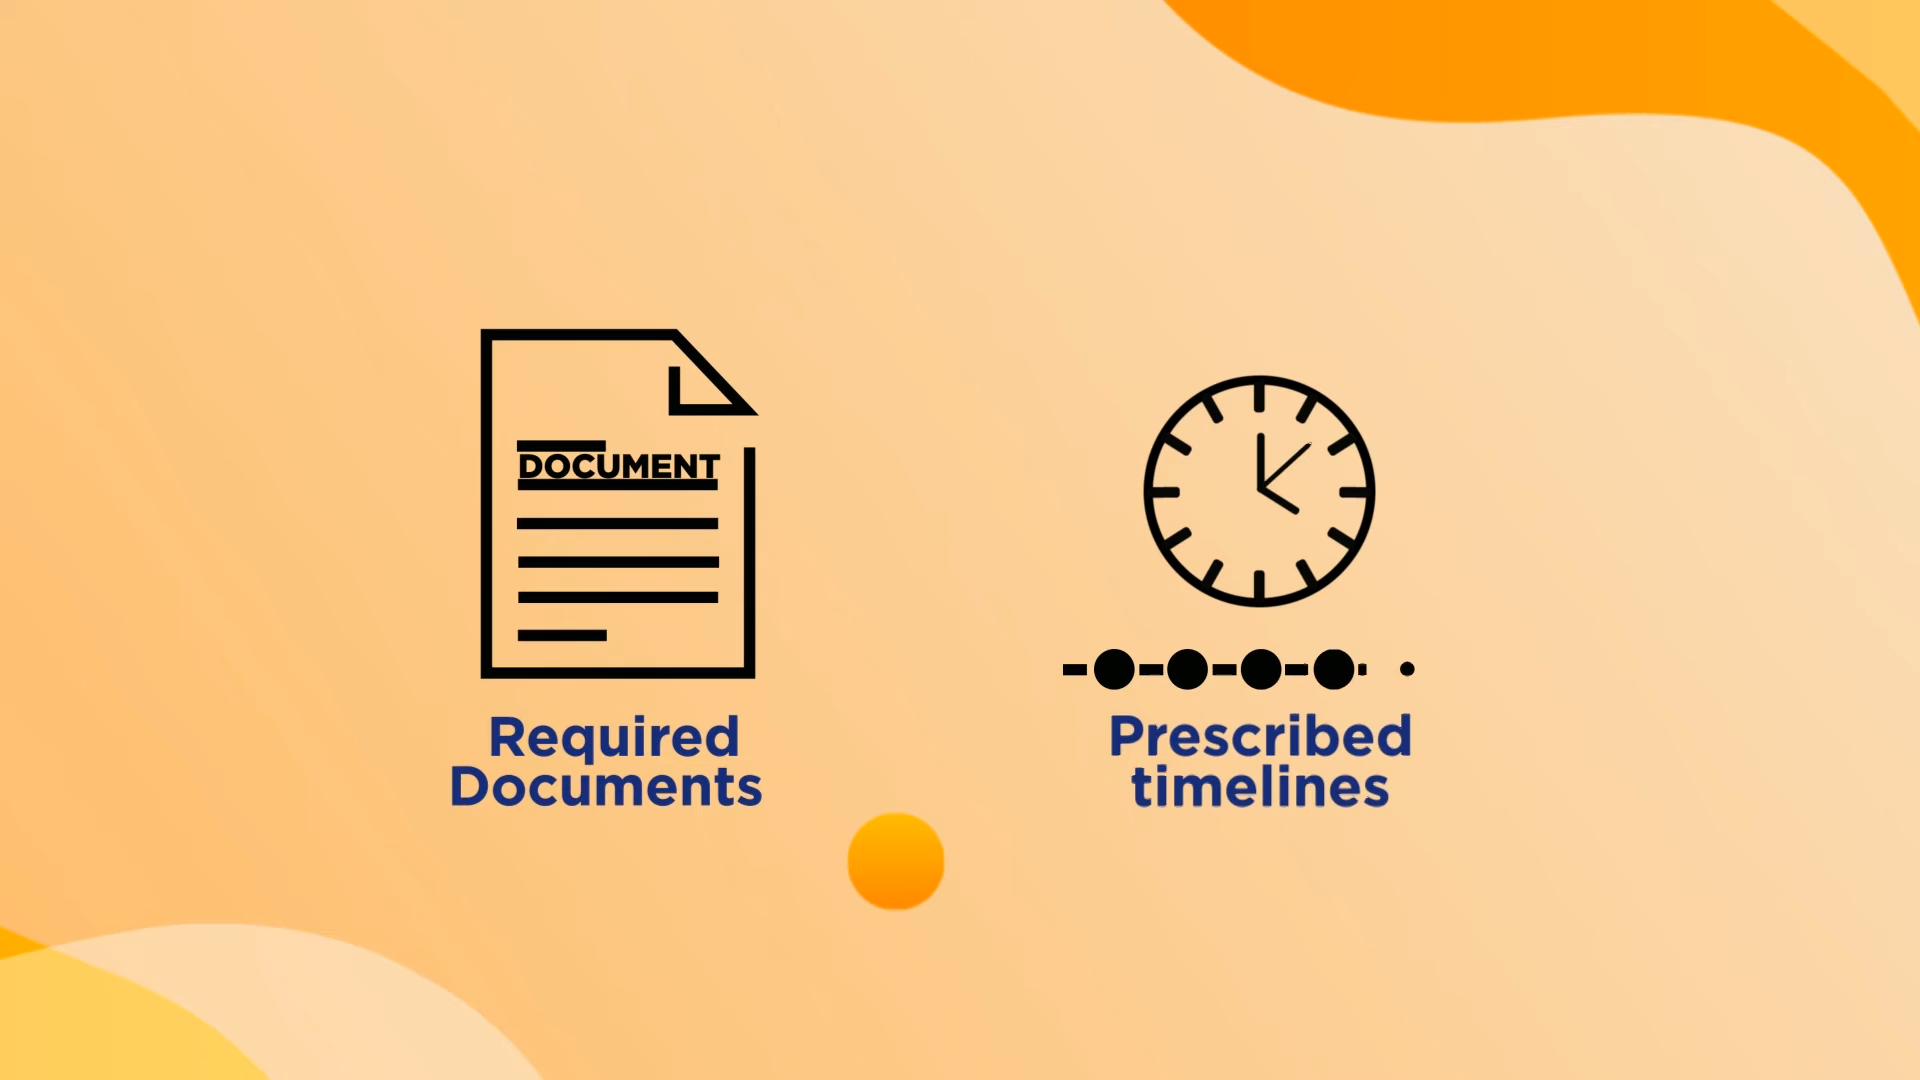 DOCUMENT
Required
Documents
Prescribed
timelines